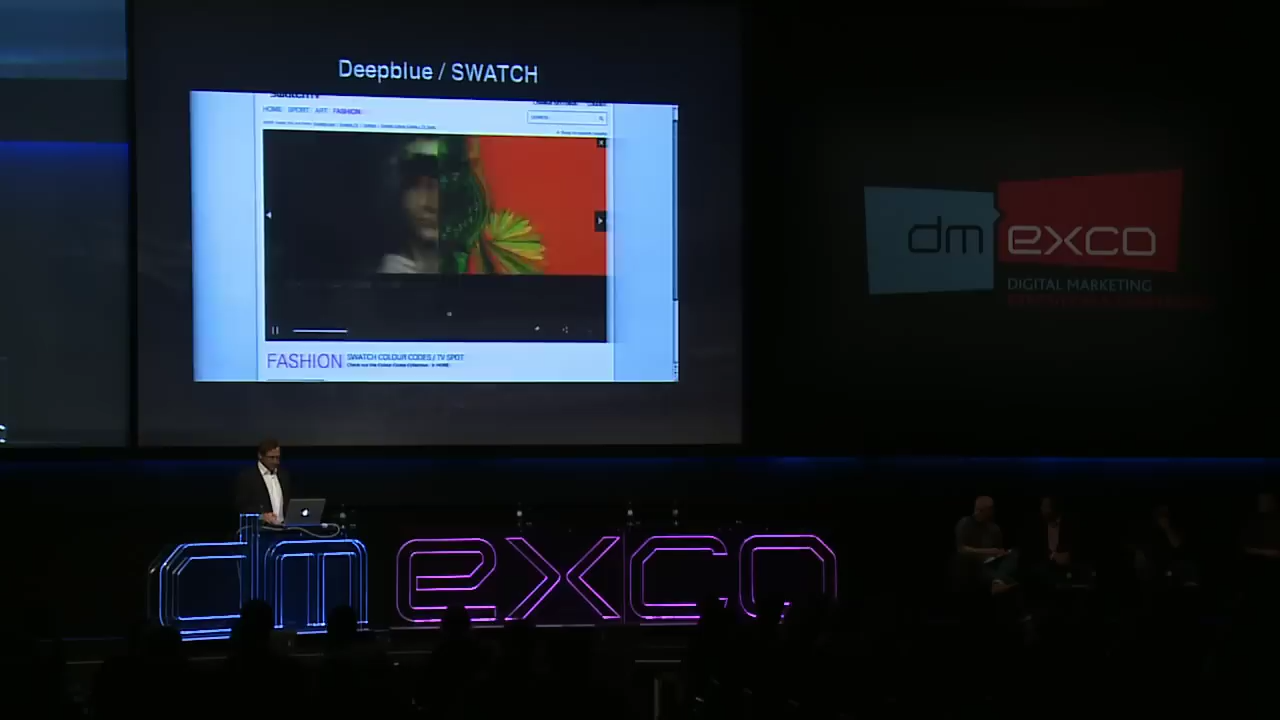 Deepblue / SWATCH
HOME SPORT ART FASHION
FASHION SWATCH COLOUR CODES / TV SPOT
dm exco
DIGITAL MARKETING
dmexco